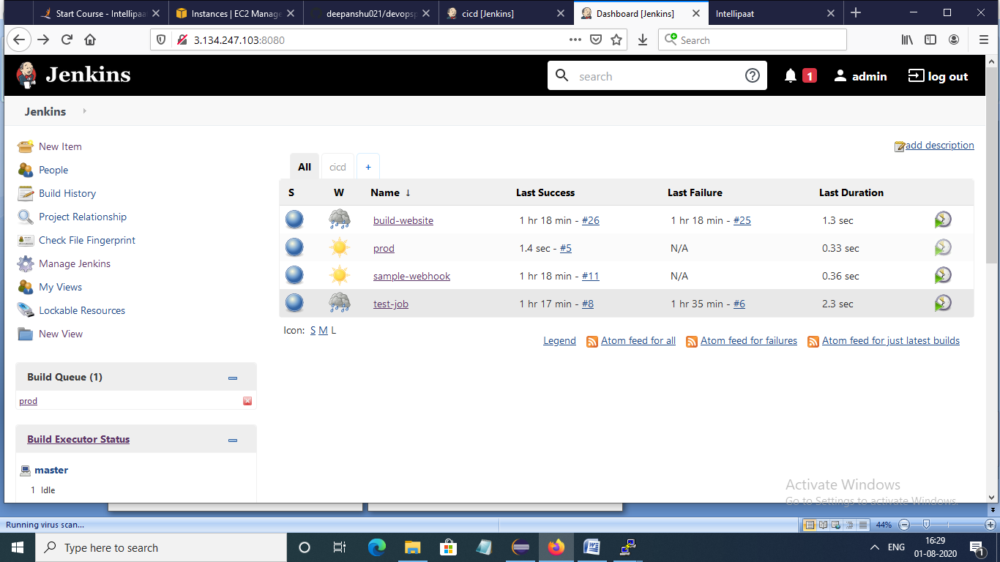 Start Course - Intellipaa
Instances | EC2 Manage
deepanshu021/devopsp
cicd [Jenkins]
Dashboard [Jenkins]
Intellipaat
3.134.247.103:8080
Search
Jenkins
search
1
admin
log out
Jenkins
New Item
People
Build History
Project Relationship
Check File Fingerprint
Manage Jenkins
My Views
Lockable Resources
New View
add description
All cicd +
S W Name ↓ Last Success Last Failure Last Duration
build-website 1 hr 18 min - #26 1 hr 18 min - #25 1.3 sec
prod 1.4 sec - #5 N/A 0.33 sec
sample-webhook 1 hr 18 min - #11 N/A 0.36 sec
test-job 1 hr 17 min - #8 1 hr 35 min - #6 2.3 sec
Icon: S M L
Legend Atom feed for all Atom feed for failures Atom feed for just latest builds
Build Queue (1)
prod
Build Executor Status
master
1 Idle
Activate Windows
Go to Settings to activate Windows.
Running virus scan...
44%
Type here to search
ENG
16:29
01-08-2020
1